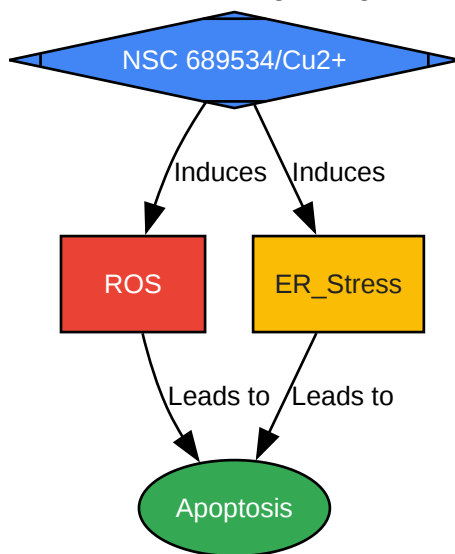 NSC 689534/Cu2+
Induces
Induces
ROS
ER_Stress
Leads to
Leads to
Apoptosis